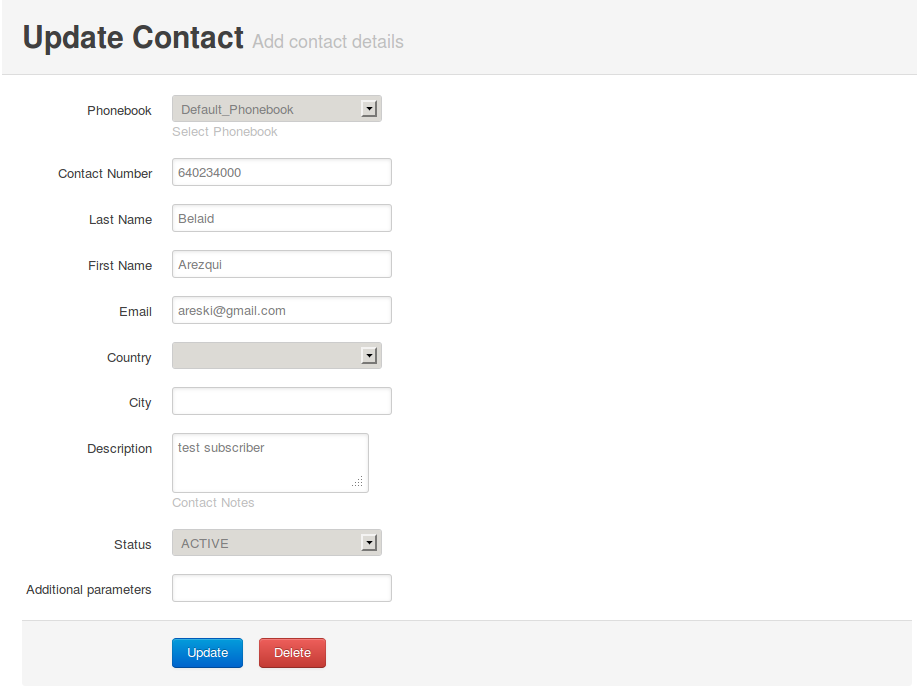 Update Contact Add contact details
Phonebook Default_Phonebook
Select Phonebook
Contact Number 640234000
Last Name Belaid
First Name Arezqui
Email areski@gmail.com
Country
City
Description test subscriber
Contact Notes
Status ACTIVE
Additional parameters
Update Delete